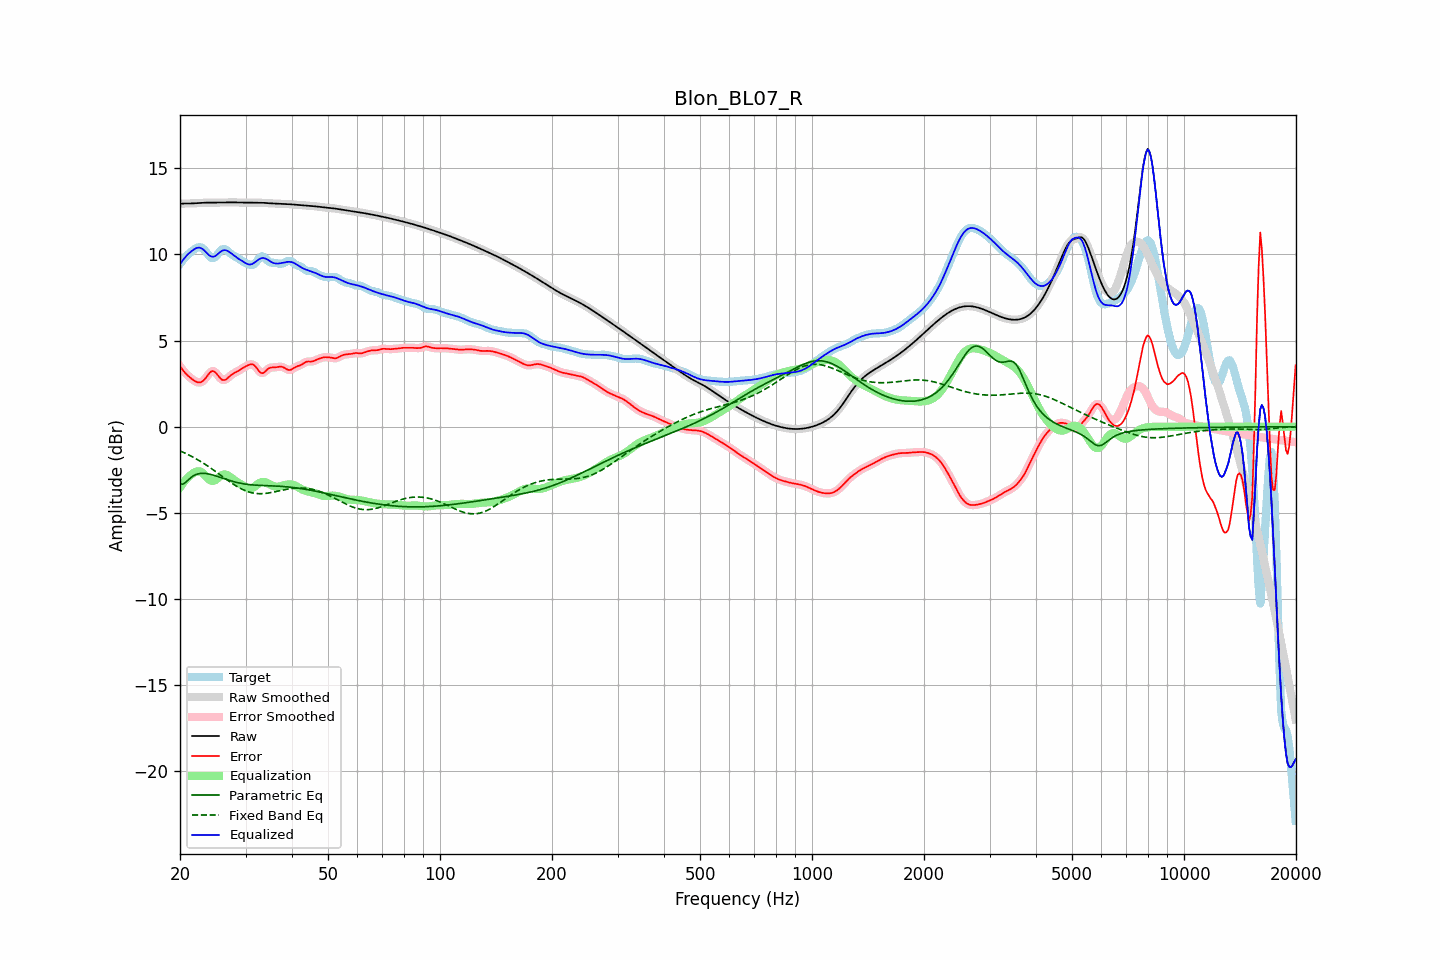 Blon_BL07_R
Amplitude (dBr)
15
10
5
0
−5
−10
−15
−20
Target
Raw Smoothed
Error Smoothed
Raw
Error
Equalization
Parametric Eq
Fixed Band Eq
Equalized
20 50 100 200 500 1000 2000 5000 10000 20000
Frequency (Hz)